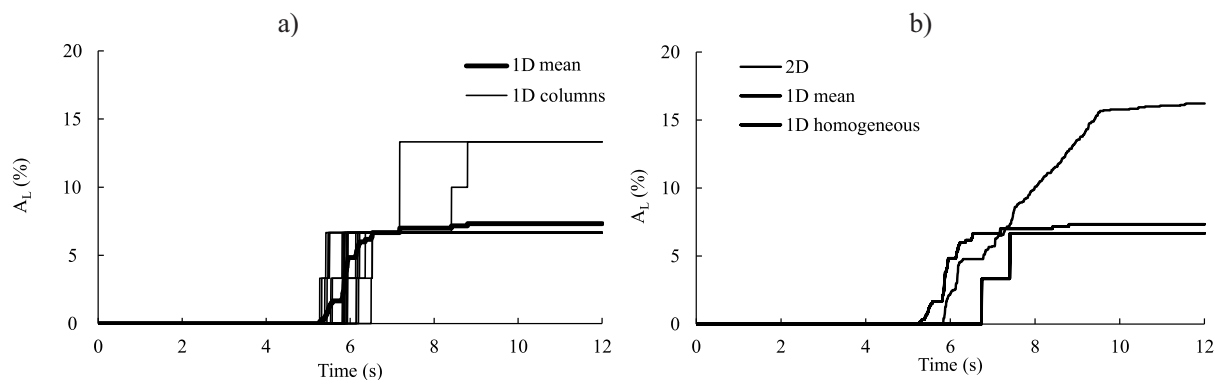 a)
20
15
10
5
0
A_L (%)
1D mean
1D columns
0 2 4 6 8 10 12
Time (s)
b)
20
15
10
5
0
A_L (%)
2D
1D mean
1D homogeneous
0 2 4 6 8 10 12
Time (s)